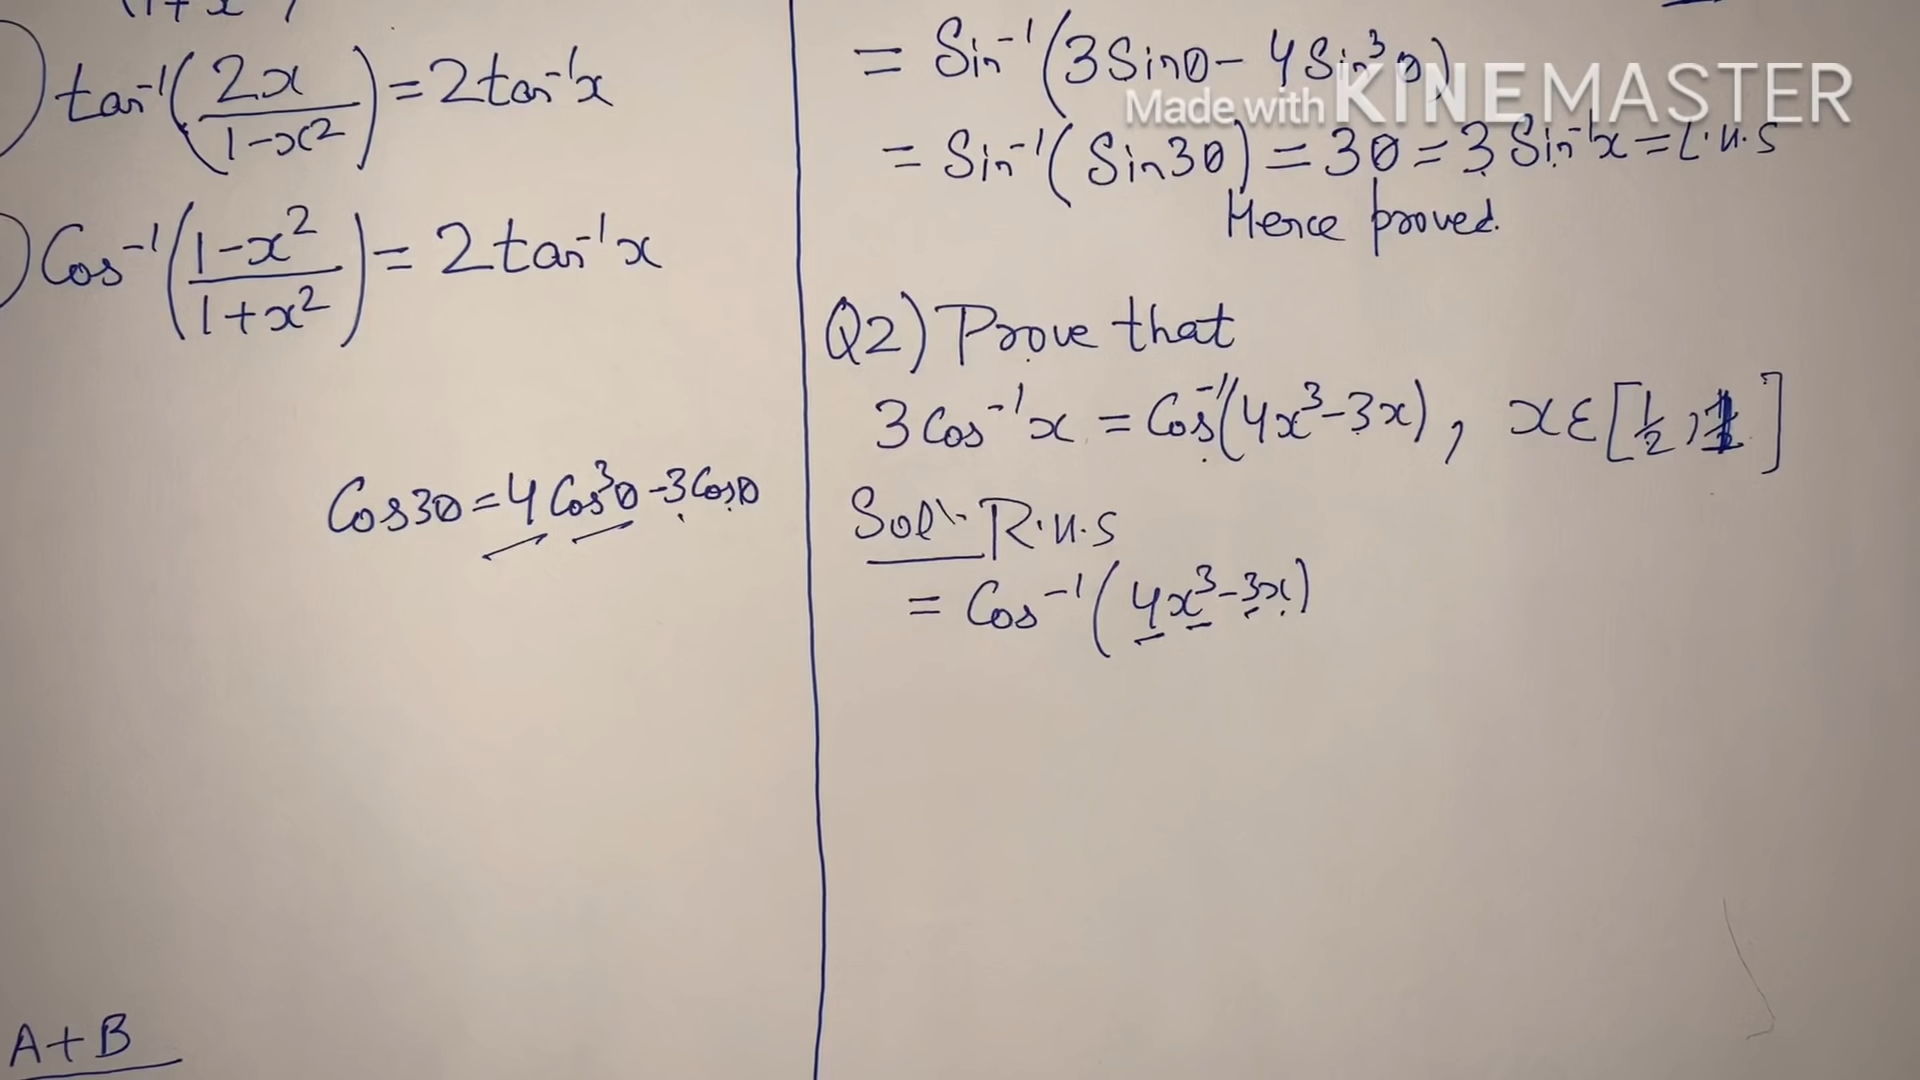 tan⁻¹(2x/1-x²) = 2tan⁻¹x
Cos⁻¹(1-x²/1+x²) = 2tan⁻¹x
Cos3θ = 4Cos³θ-3Cosθ
A+B
= Sin⁻¹(3Sinθ - 4Sin³θ)
Made with KINEMASTER
= Sin⁻¹(Sin3θ) = 3θ = 3Sin⁻¹x = L.H.S
Hence proved.
Q2) Prove that
3Cos⁻¹x = Cos⁻¹(4x³-3x), x ε [1/2, 1]
Sol:- R.H.S
= Cos⁻¹(4x³-3x)